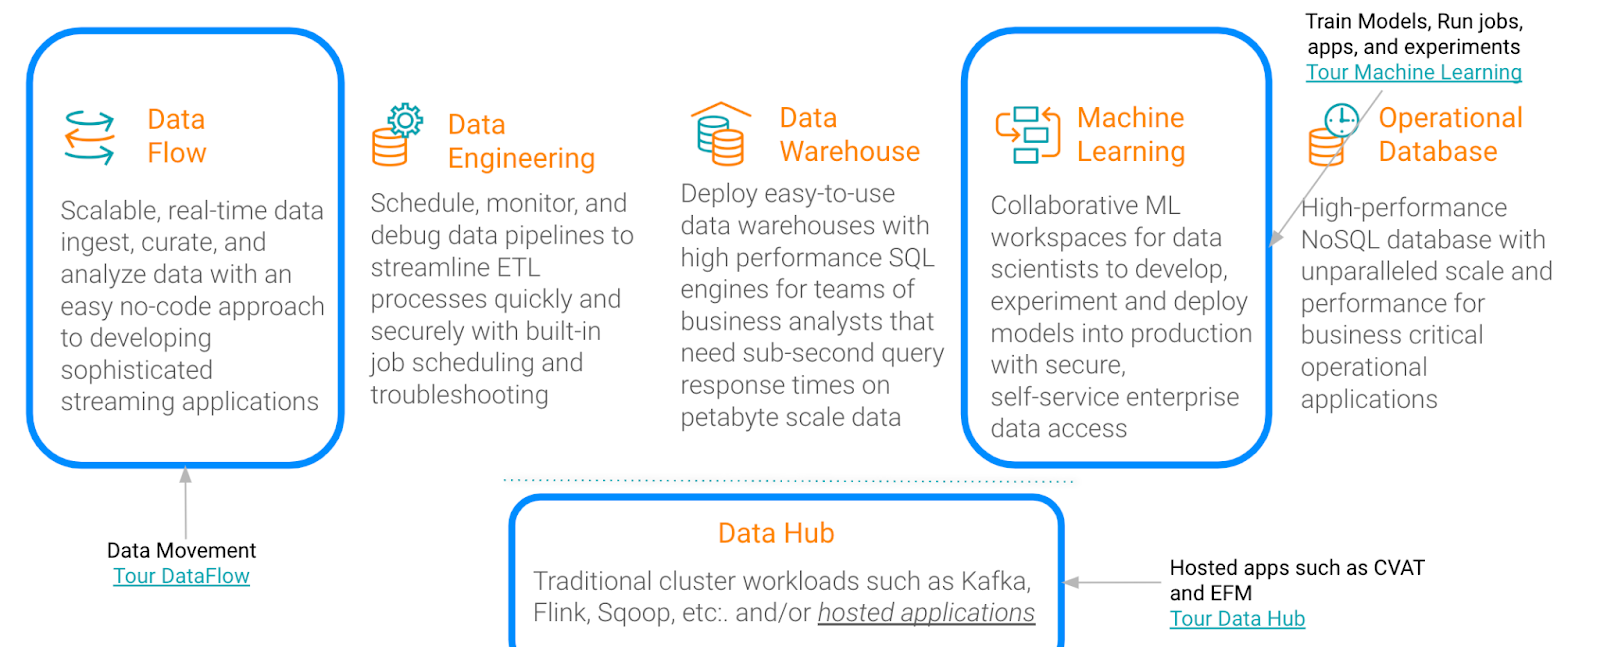 Train Models, Run jobs,
apps, and experiments
Tour Machine Learning
Data
Flow
Scalable, real-time data
ingest, curate, and
analyze data with an
easy no-code approach
to developing
sophisticated
streaming applications
Data
Engineering
Schedule, monitor, and
debug data pipelines to
streamline ETL
processes quickly and
securely with built-in
job scheduling and
troubleshooting
Data
Warehouse
Deploy easy-to-use
data warehouses with
high performance SQL
engines for teams of
business analysts that
need sub-second query
response times on
petabyte scale data
Machine
Learning
Collaborative ML
workspaces for data
scientists to develop,
experiment and deploy
models into production
with secure,
self-service enterprise
data access
Operational
Database
High-performance
NoSQL database with
unparalleled scale and
performance for
business critical
operational
applications
Data Movement
Tour DataFlow
Data Hub
Traditional cluster workloads such as Kafka,
Flink, Sqoop, etc:. and/or hosted applications
Hosted apps such as CVAT
and EFM
Tour Data Hub